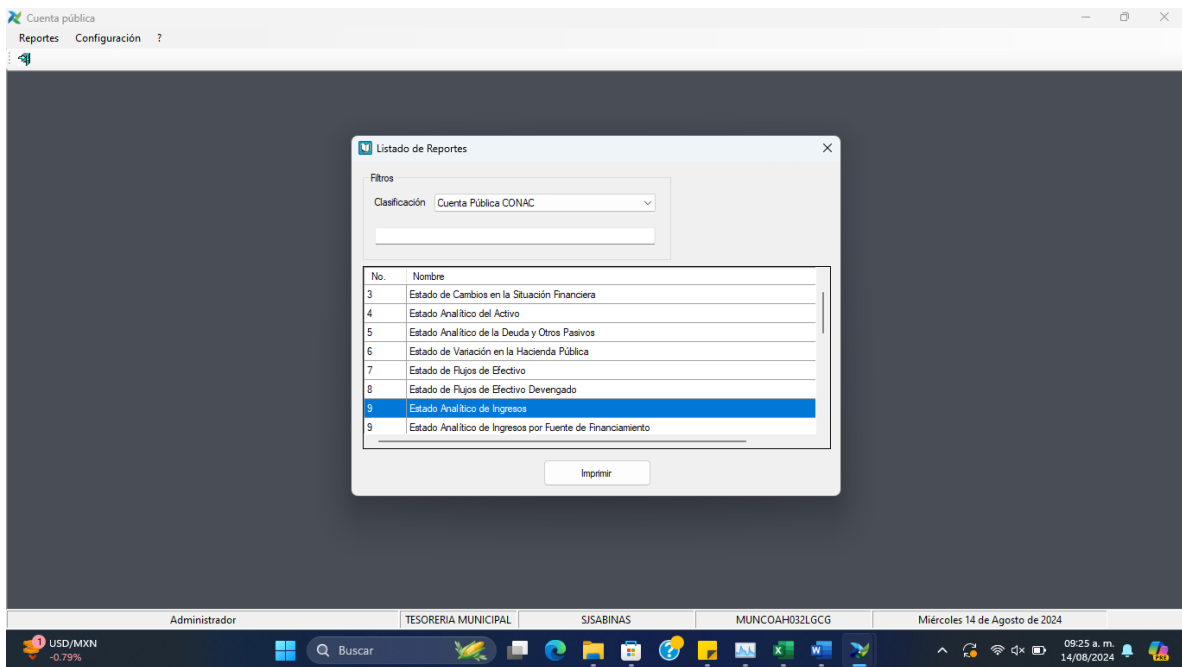 Cuenta pública
Reportes Configuración ?
Listado de Reportes
Filtros
Clasificación Cuenta Pública CONAC
No. Nombre
3 Estado de Cambios en la Situación Financiera
4 Estado Analítico del Activo
5 Estado Analítico de la Deuda y Otros Pasivos
6 Estado de Variación en la Hacienda Pública
7 Estado de Flujos de Efectivo
8 Estado de Flujos de Efectivo Devengado
9 Estado Analítico de Ingresos
9 Estado Analítico de Ingresos por Fuente de Financiamiento
Imprimir
Administrador TESORERIA MUNICIPAL SJSABINAS MUNCOAH032LGCG Miércoles 14 de Agosto de 2024
1 USD/MXN
-0.79%
Buscar
09:25 a. m.
14/08/2024